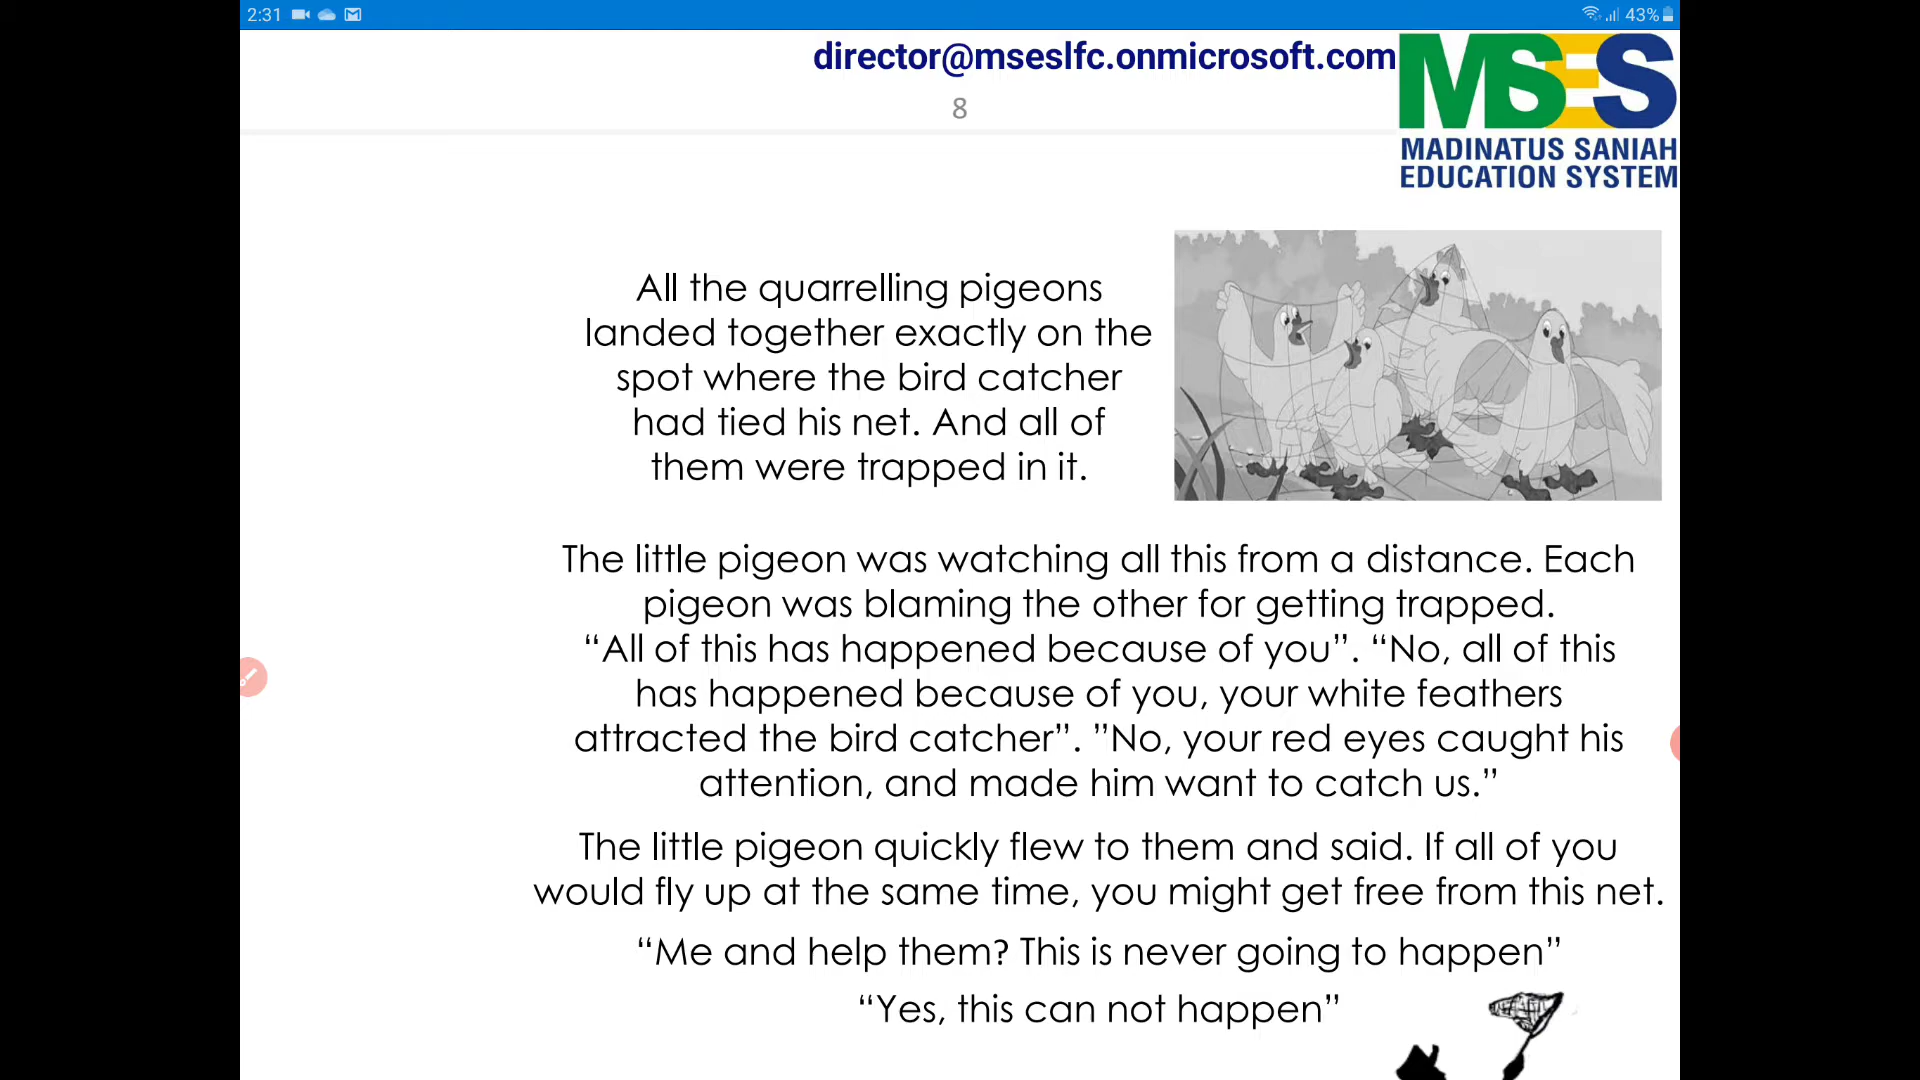 2:31
43%
director@mseslfc.onmicrosoft.com
8
MSES
MADINATUS SANIAH
EDUCATION SYSTEM
All the quarrelling pigeons
landed together exactly on the
spot where the bird catcher
had tied his net. And all of
them were trapped in it.
The little pigeon was watching all this from a distance. Each
pigeon was blaming the other for getting trapped.
“All of this has happened because of you”. “No, all of this
has happened because of you, your white feathers
attracted the bird catcher”. ”No, your red eyes caught his
attention, and made him want to catch us.”
The little pigeon quickly flew to them and said. If all of you
would fly up at the same time, you might get free from this net.
“Me and help them? This is never going to happen”
“Yes, this can not happen”